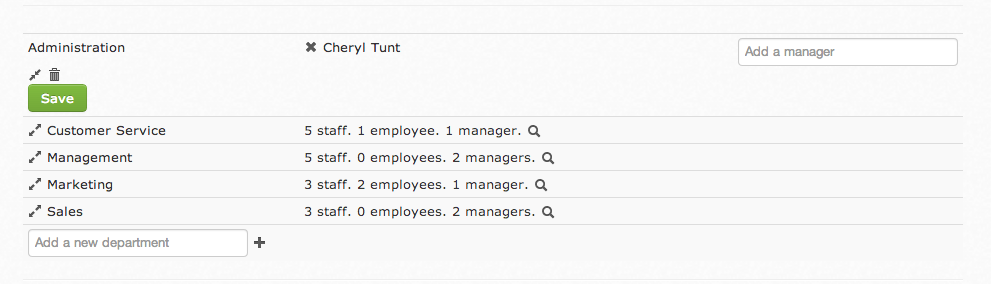 Administration ✖ Cheryl Tunt Add a manager
Save
Customer Service 5 staff. 1 employee. 1 manager.
Management 5 staff. 0 employees. 2 managers.
Marketing 3 staff. 2 employees. 1 manager.
Sales 3 staff. 0 employees. 2 managers.
Add a new department